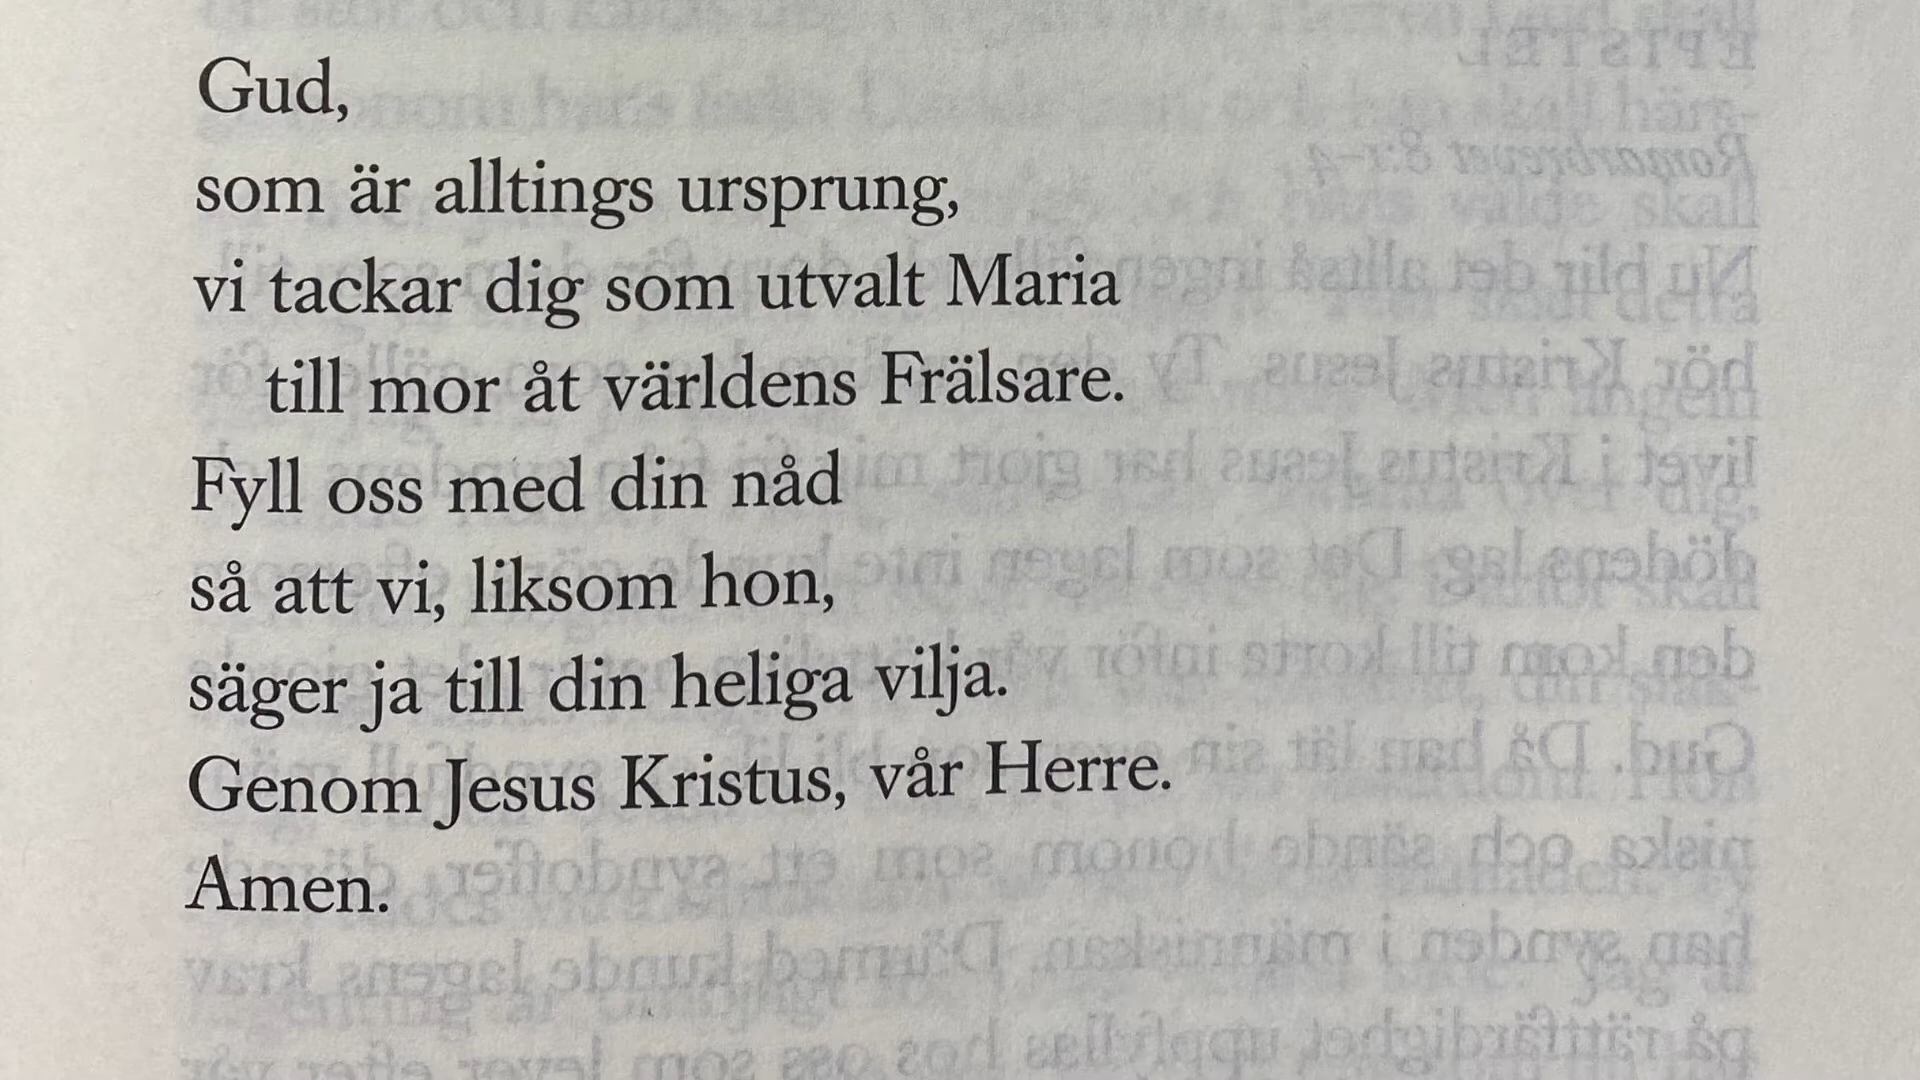 Gud,
som är alltings ursprung,
vi tackar dig som utvalt Maria
till mor åt världens Frälsare.
Fyll oss med din nåd
så att vi, liksom hon,
säger ja till din heliga vilja.
Genom Jesus Kristus, vår Herre.
Amen.